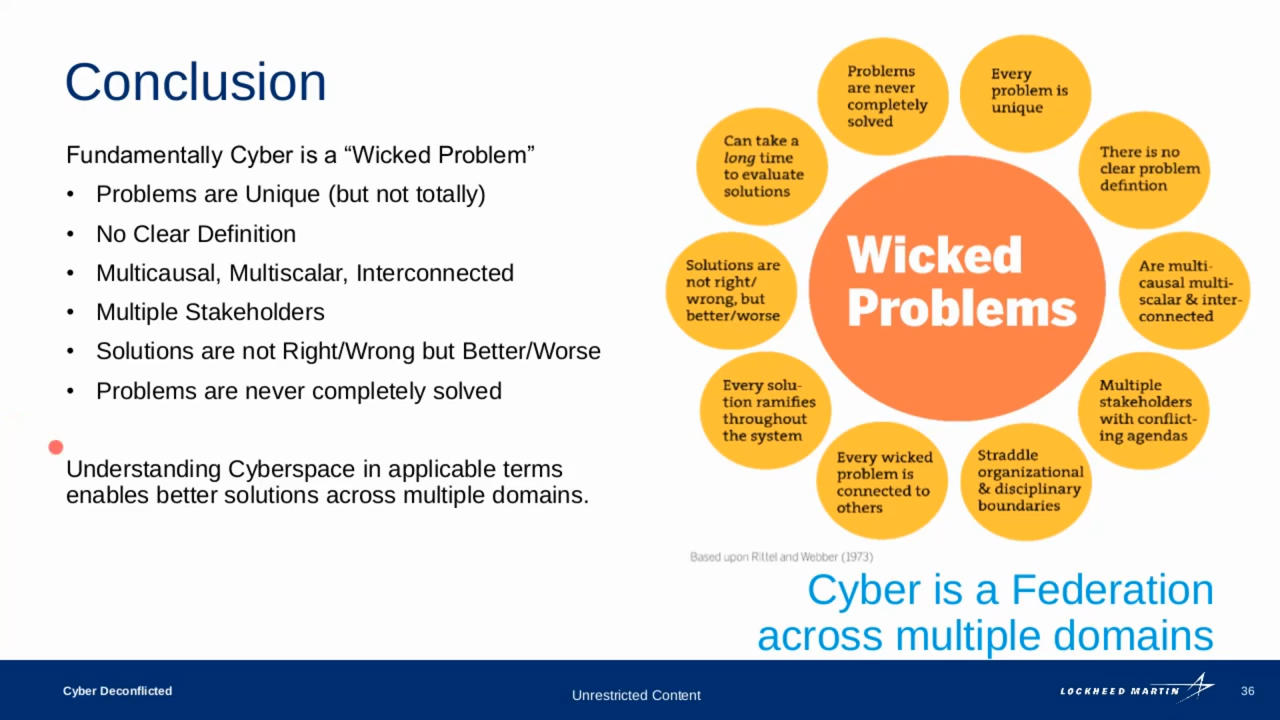 Conclusion
Fundamentally Cyber is a “Wicked Problem”
• Problems are Unique (but not totally)
• No Clear Definition
• Multicausal, Multiscalar, Interconnected
• Multiple Stakeholders
• Solutions are not Right/Wrong but Better/Worse
• Problems are never completely solved
Understanding Cyberspace in applicable terms
enables better solutions across multiple domains.
Wicked
Problems
Problems
are never
completely
solved
Every
problem is
unique
There is no
clear problem
defintion
Are multi-
causal multi-
scalar & inter-
connected
Multiple
stakeholders
with conflict-
ing agendas
Straddle
organizational
& disciplinary
boundaries
Every wicked
problem is
connected to
others
Every solu-
tion ramifies
throughout
the system
Solutions are
not right/
wrong, but
better/worse
Can take a
long time
to evaluate
solutions
Based upon Rittel and Webber (1973)
Cyber is a Federation
across multiple domains
Cyber Deconflicted
Unrestricted Content
LOCKHEED MARTIN
36